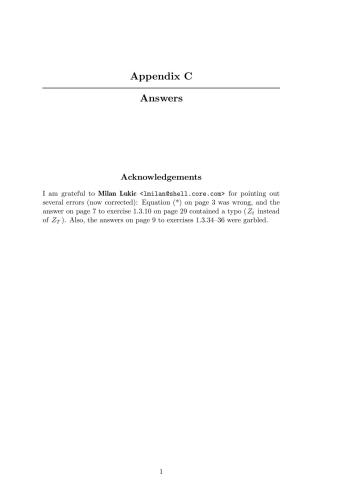 Appendix C
Answers
Acknowledgements
I am grateful to Milan Lukic <lmilan@shell.core.com> for pointing out
several errors (now corrected): Equation (*) on page 3 was wrong, and the
answer on page 7 to exercise 1.3.10 on page 29 contained a typo (Zt instead
of ZT). Also, the answers on page 9 to exercises 1.3.34–36 were garbled.
1